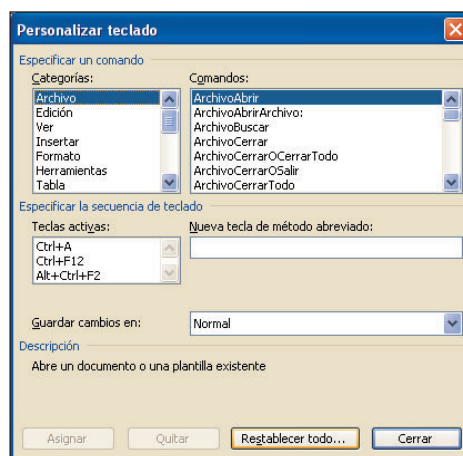 Personalizar teclado
Especificar un comando
Categorías: Comandos:
Archivo ArchivoAbrir
Edición ArchivoAbrirArchivo:
Ver ArchivoBuscar
Insertar ArchivoCerrar
Formato ArchivoCerrarOCerrarTodo
Herramientas ArchivoCerrarOSalir
Tabla ArchivoCerrarTodo
Especificar la secuencia de teclado
Teclas activas: Nueva tecla de método abreviado:
Ctrl+A
Ctrl+F12
Alt+Ctrl+F2
Guardar cambios en: Normal
Descripción
Abre un documento o una plantilla existente
Asignar Quitar Restablecer todo... Cerrar